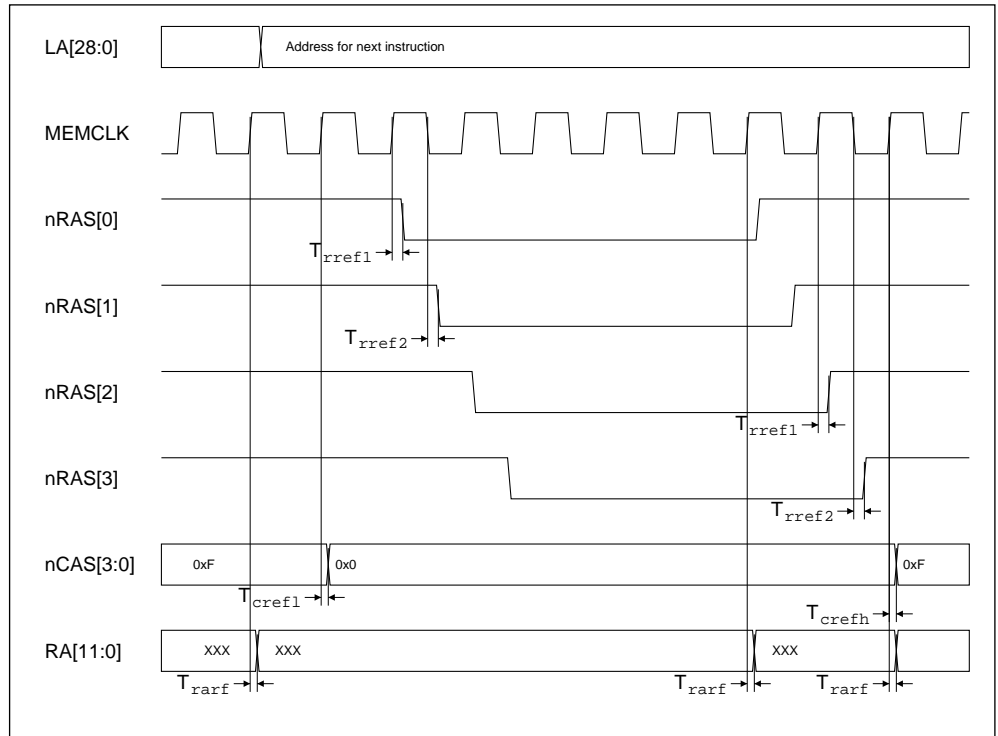 LA[28:0]
Address for next instruction
MEMCLK
nRAS[0]
Trref1
nRAS[1]
Trref2
nRAS[2]
Trref1
nRAS[3]
Trref2
nCAS[3:0]
0xF
0x0
0xF
Tcref1
Tcrefh
RA[11:0]
XXX
XXX
XXX
Trarf
Trarf
Trarf